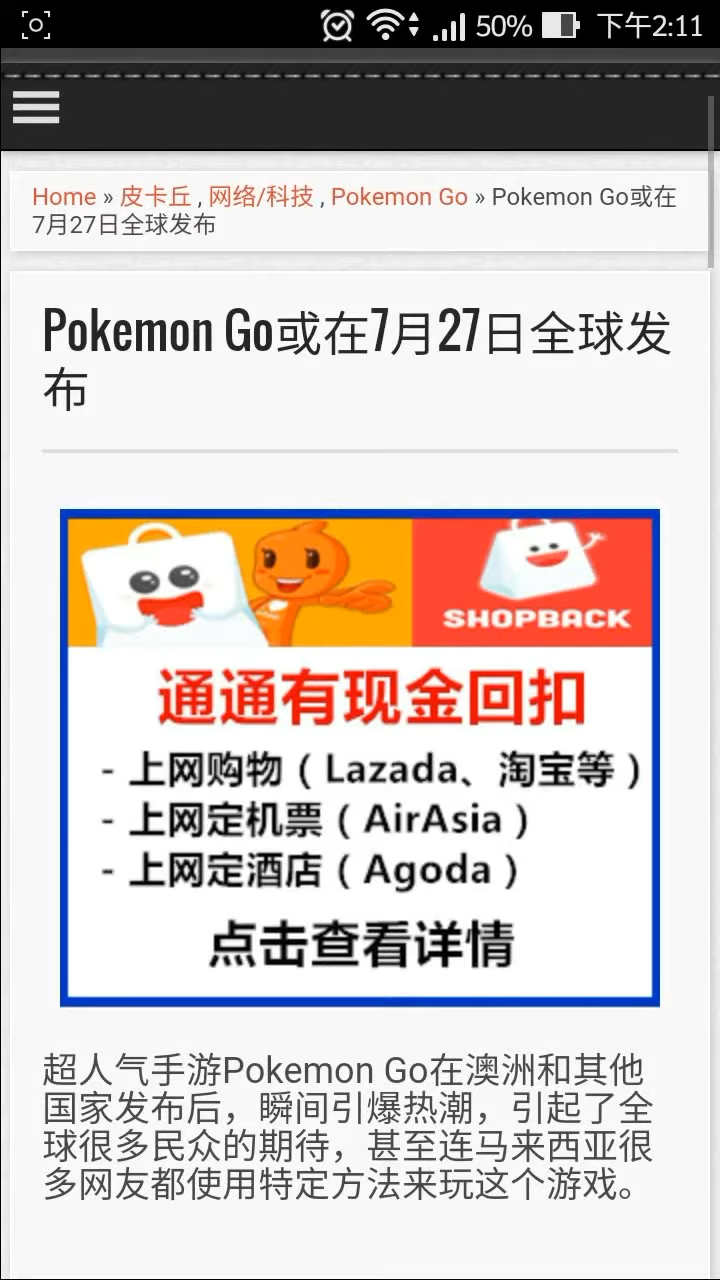 50% 下午2:11
Home » 皮卡丘 , 网络/科技 , Pokemon Go » Pokemon Go或在
7月27日全球发布
Pokemon Go或在7月27日全球发
布
SHOPBACK
通通有现金回扣
- 上网购物（Lazada、淘宝等）
- 上网定机票（AirAsia）
- 上网定酒店（Agoda）
点击查看详情
超人气手游Pokemon Go在澳洲和其他
国家发布后，瞬间引爆热潮，引起了全
球很多民众的期待，甚至连马来西亚很
多网友都使用特定方法来玩这个游戏。